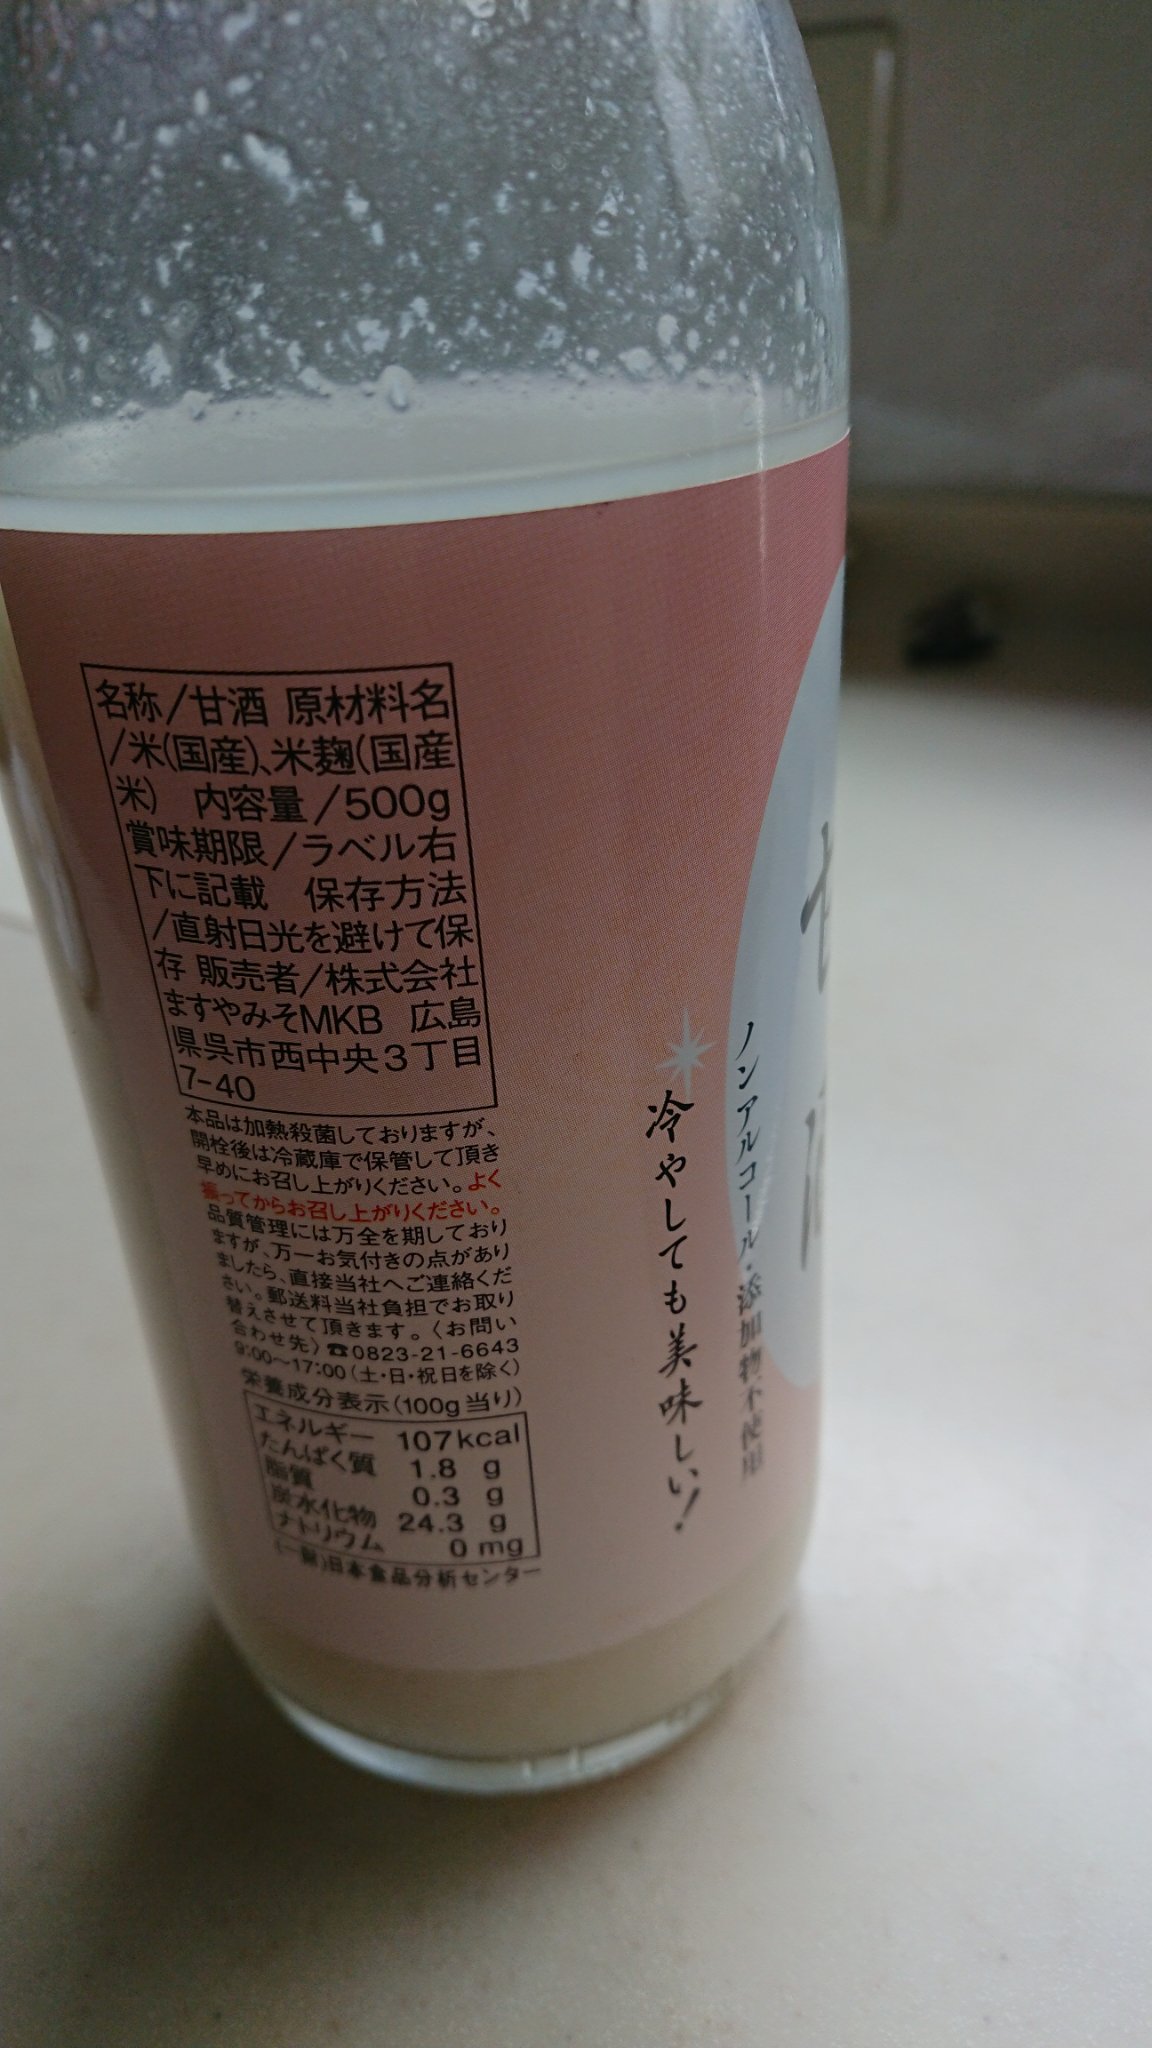 名称/甘酒 原材料名
/米(国産)、米麹(国産
米) 内容量/500g
賞味期限/ラベル右
下に記載 保存方法
/直射日光を避けて保
存 販売者/株式会社
ますやみそMKB 広島
県呉市西中央3丁目
7-40
本品は加熱殺菌しておりますが、
開栓後は冷蔵庫で保管して頂き
早めにお召し上がりください。よく
振ってからお召し上がりください。
品質管理には万全を期しており
ますが、万一お気付きの点があり
ましたら、直接当社へご連絡くだ
さい。郵送料当社負担でお取り
替えさせて頂きます。〈お問い
合わせ先〉☎0823-21-6643
9:00～17:00(土・日・祝日を除く)
栄養成分表示(100g当り)
エネルギー 107kcal
たんぱく質 1.8 g
脂質 0.3 g
炭水化物 24.3 g
ナトリウム 0 mg
(一財)日本食品分析センター
冷やしても美味しい!
ノンアルコール・添加物不使用
甘酒